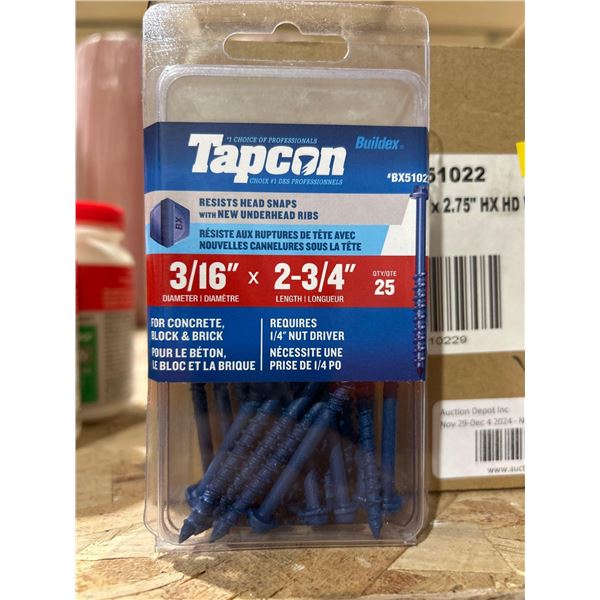 #1 CHOICE OF PROFESSIONALS
Buildex®
Tapcon
CHOIX #1 DES PROFESSIONNELS
#BX5102
BX
RESISTS HEAD SNAPS
WITH NEW UNDERHEAD RIBS
RÉSISTE AUX RUPTURES DE TÊTE AVEC
NOUVELLES CANNELURES SOUS LA TÊTE
3/16" x 2-3/4" QTY/QTE 25
DIAMETER | DIAMÈTRE LENGTH | LONGUEUR
FOR CONCRETE,
BLOCK & BRICK
POUR LE BÉTON,
LE BLOC ET LA BRIQUE
REQUIRES
1/4" NUT DRIVER
NÉCESSITE UNE
PRISE DE 1/4 PO
51022
x 2.75" HX HD
10229
Auction Depot Inc
Nov 29-Dec 4 2024 - N
www.auc